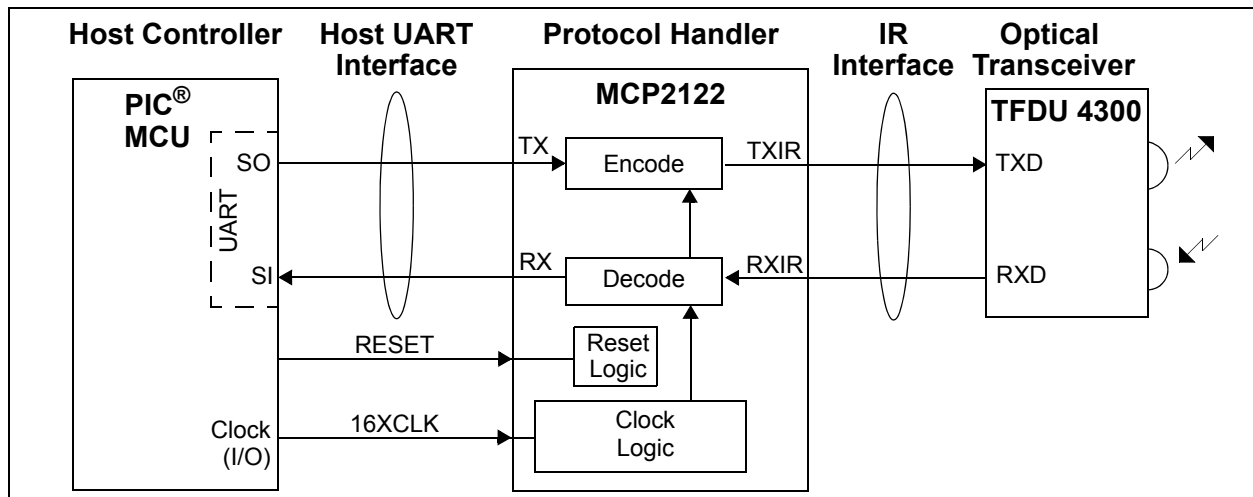 Host Controller
Host UART
Interface
Protocol Handler
IR
Interface
Optical
Transceiver
PIC®
MCU
MCP2122
TFDU 4300
SO
TX
Encode
TXIR
TXD
UART
SI
RX
Decode
RXIR
RXD
RESET
Reset
Logic
Clock
(I/O)
16XCLK
Clock
Logic